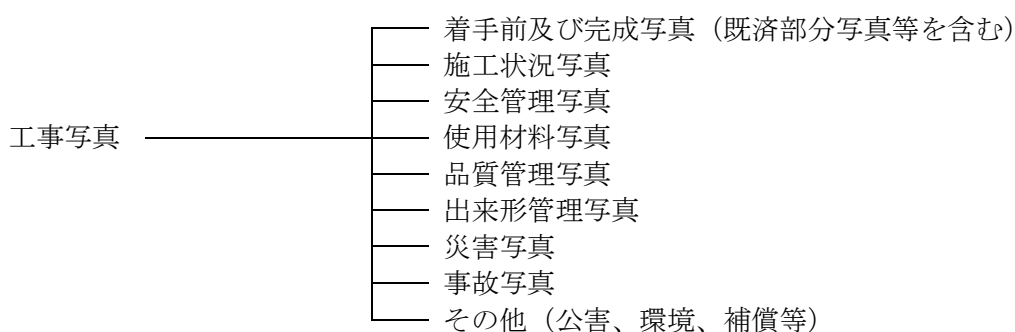 着手前及び完成写真（既済部分写真等を含む）
施工状況写真
安全管理写真
工事写真
使用材料写真
品質管理写真
出来形管理写真
災害写真
事故写真
その他（公害、環境、補償等）